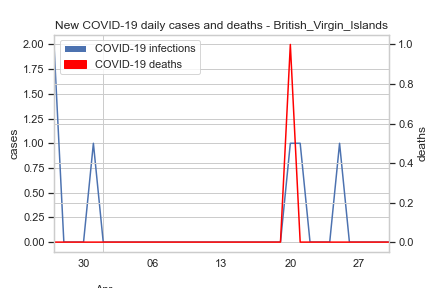 New COVID-19 daily cases and deaths - British_Virgin_Islands
COVID-19 infections
COVID-19 deaths
2.00
1.75
1.50
1.25
1.00
0.75
0.50
0.25
0.00
cases
1.0
0.8
0.6
0.4
0.2
0.0
deaths
30 06 13 20 27
Apr